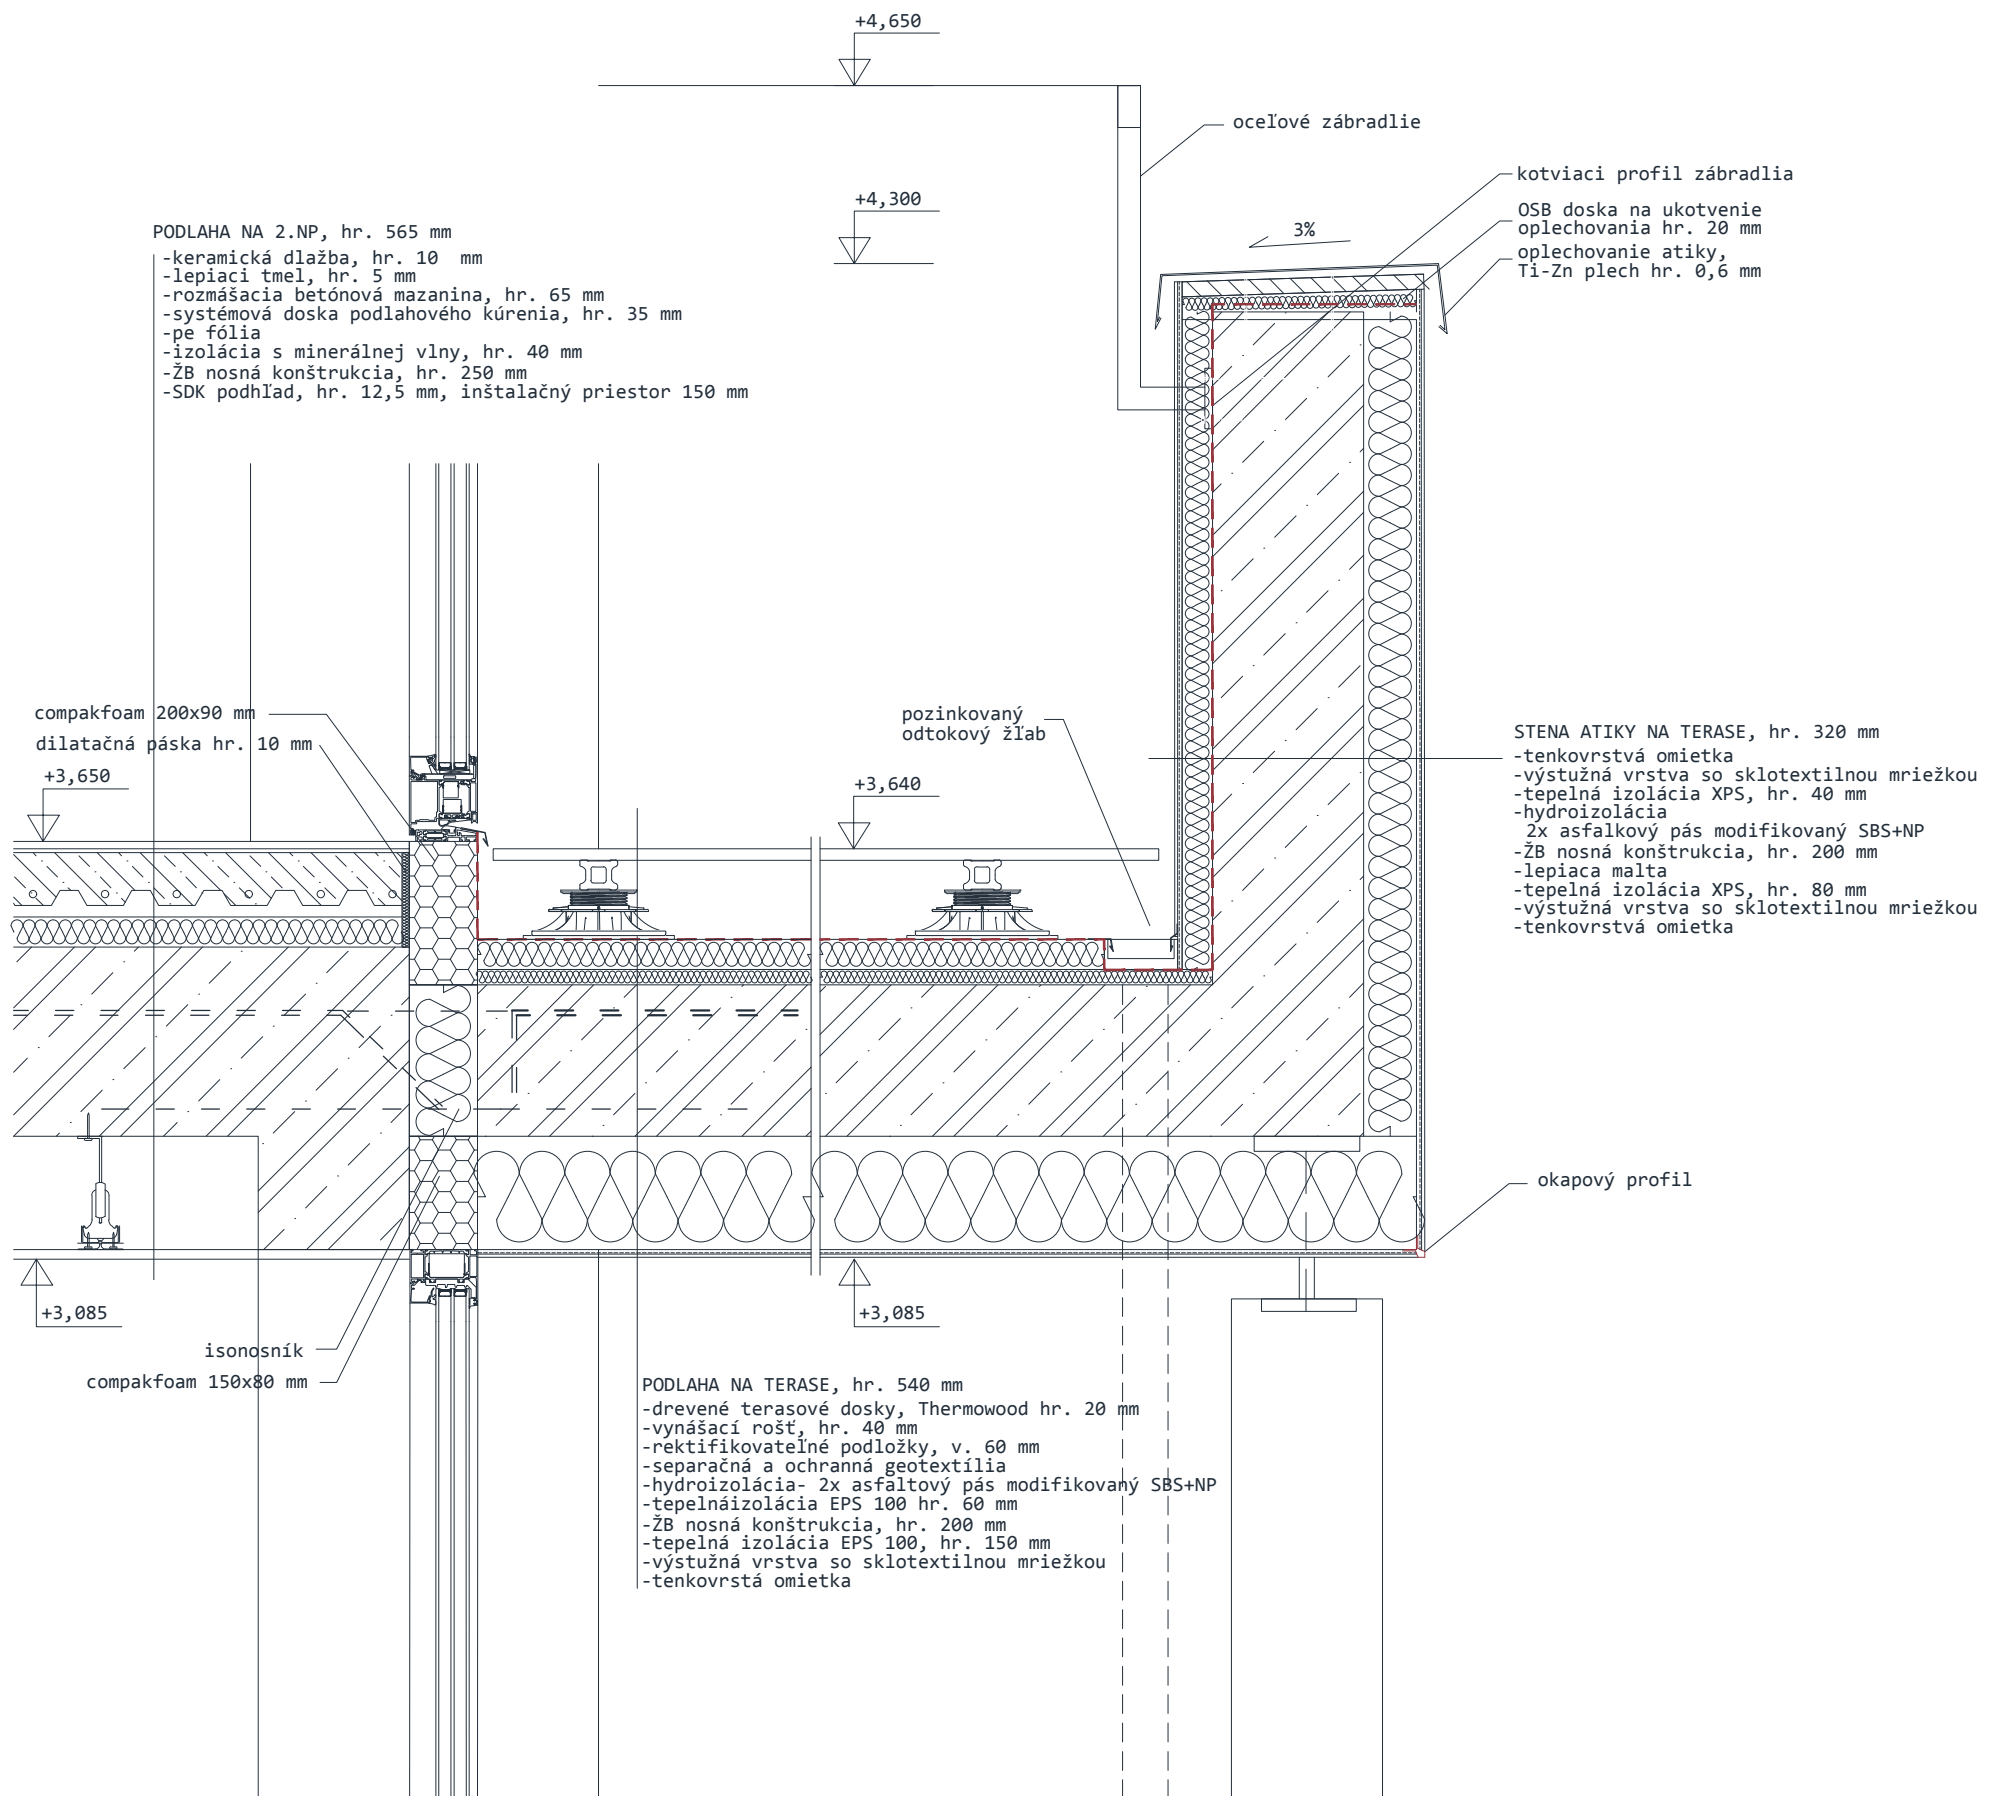 +4,650
oceľové zábradlie
kotviaci profil zábradlia
+4,300
OSB doska na ukotvenie
oplechovania hr. 20 mm
3%
oplechovanie atiky,
Ti-Zn plech hr. 0,6 mm
PODLAHA NA 2.NP, hr. 565 mm
-keramická dlažba, hr. 10 mm
-lepiaci tmel, hr. 5 mm
-rozmášacia betónová mazanina, hr. 65 mm
-systémová doska podlahového kúrenia, hr. 35 mm
-pe fólia
-izolácia s minerálnej vlny, hr. 40 mm
-ŽB nosná konštrukcia, hr. 250 mm
-SDK podhľad, hr. 12,5 mm, inštalačný priestor 150 mm
compakfoam 200x90 mm
dilatačná páska hr. 10 mm
+3,650
pozinkovaný
odtokový žľab
+3,640
STENA ATIKY NA TERASE, hr. 320 mm
-tenkovrstvá omietka
-výstužná vrstva so sklotextilnou mriežkou
-tepelná izolácia XPS, hr. 40 mm
-hydroizolácia
2x asfalkový pás modifikovaný SBS+NP
-ŽB nosná konštrukcia, hr. 200 mm
-lepiaca malta
-tepelná izolácia XPS, hr. 80 mm
-výstužná vrstva so sklotextilnou mriežkou
-tenkovrstvá omietka
okapový profil
+3,085
+3,085
isonosník
compakfoam 150x80 mm
PODLAHA NA TERASE, hr. 540 mm
-drevené terasové dosky, Thermowood hr. 20 mm
-vynášací rošť, hr. 40 mm
-rektifikovateľné podložky, v. 60 mm
-separačná a ochranná geotextília
-hydroizolácia- 2x asfaltový pás modifikovaný SBS+NP
-tepelnáizolácia EPS 100 hr. 60 mm
-ŽB nosná konštrukcia, hr. 200 mm
-tepelná izolácia EPS 100, hr. 150 mm
-výstužná vrstva so sklotextilnou mriežkou
-tenkovrstá omietka